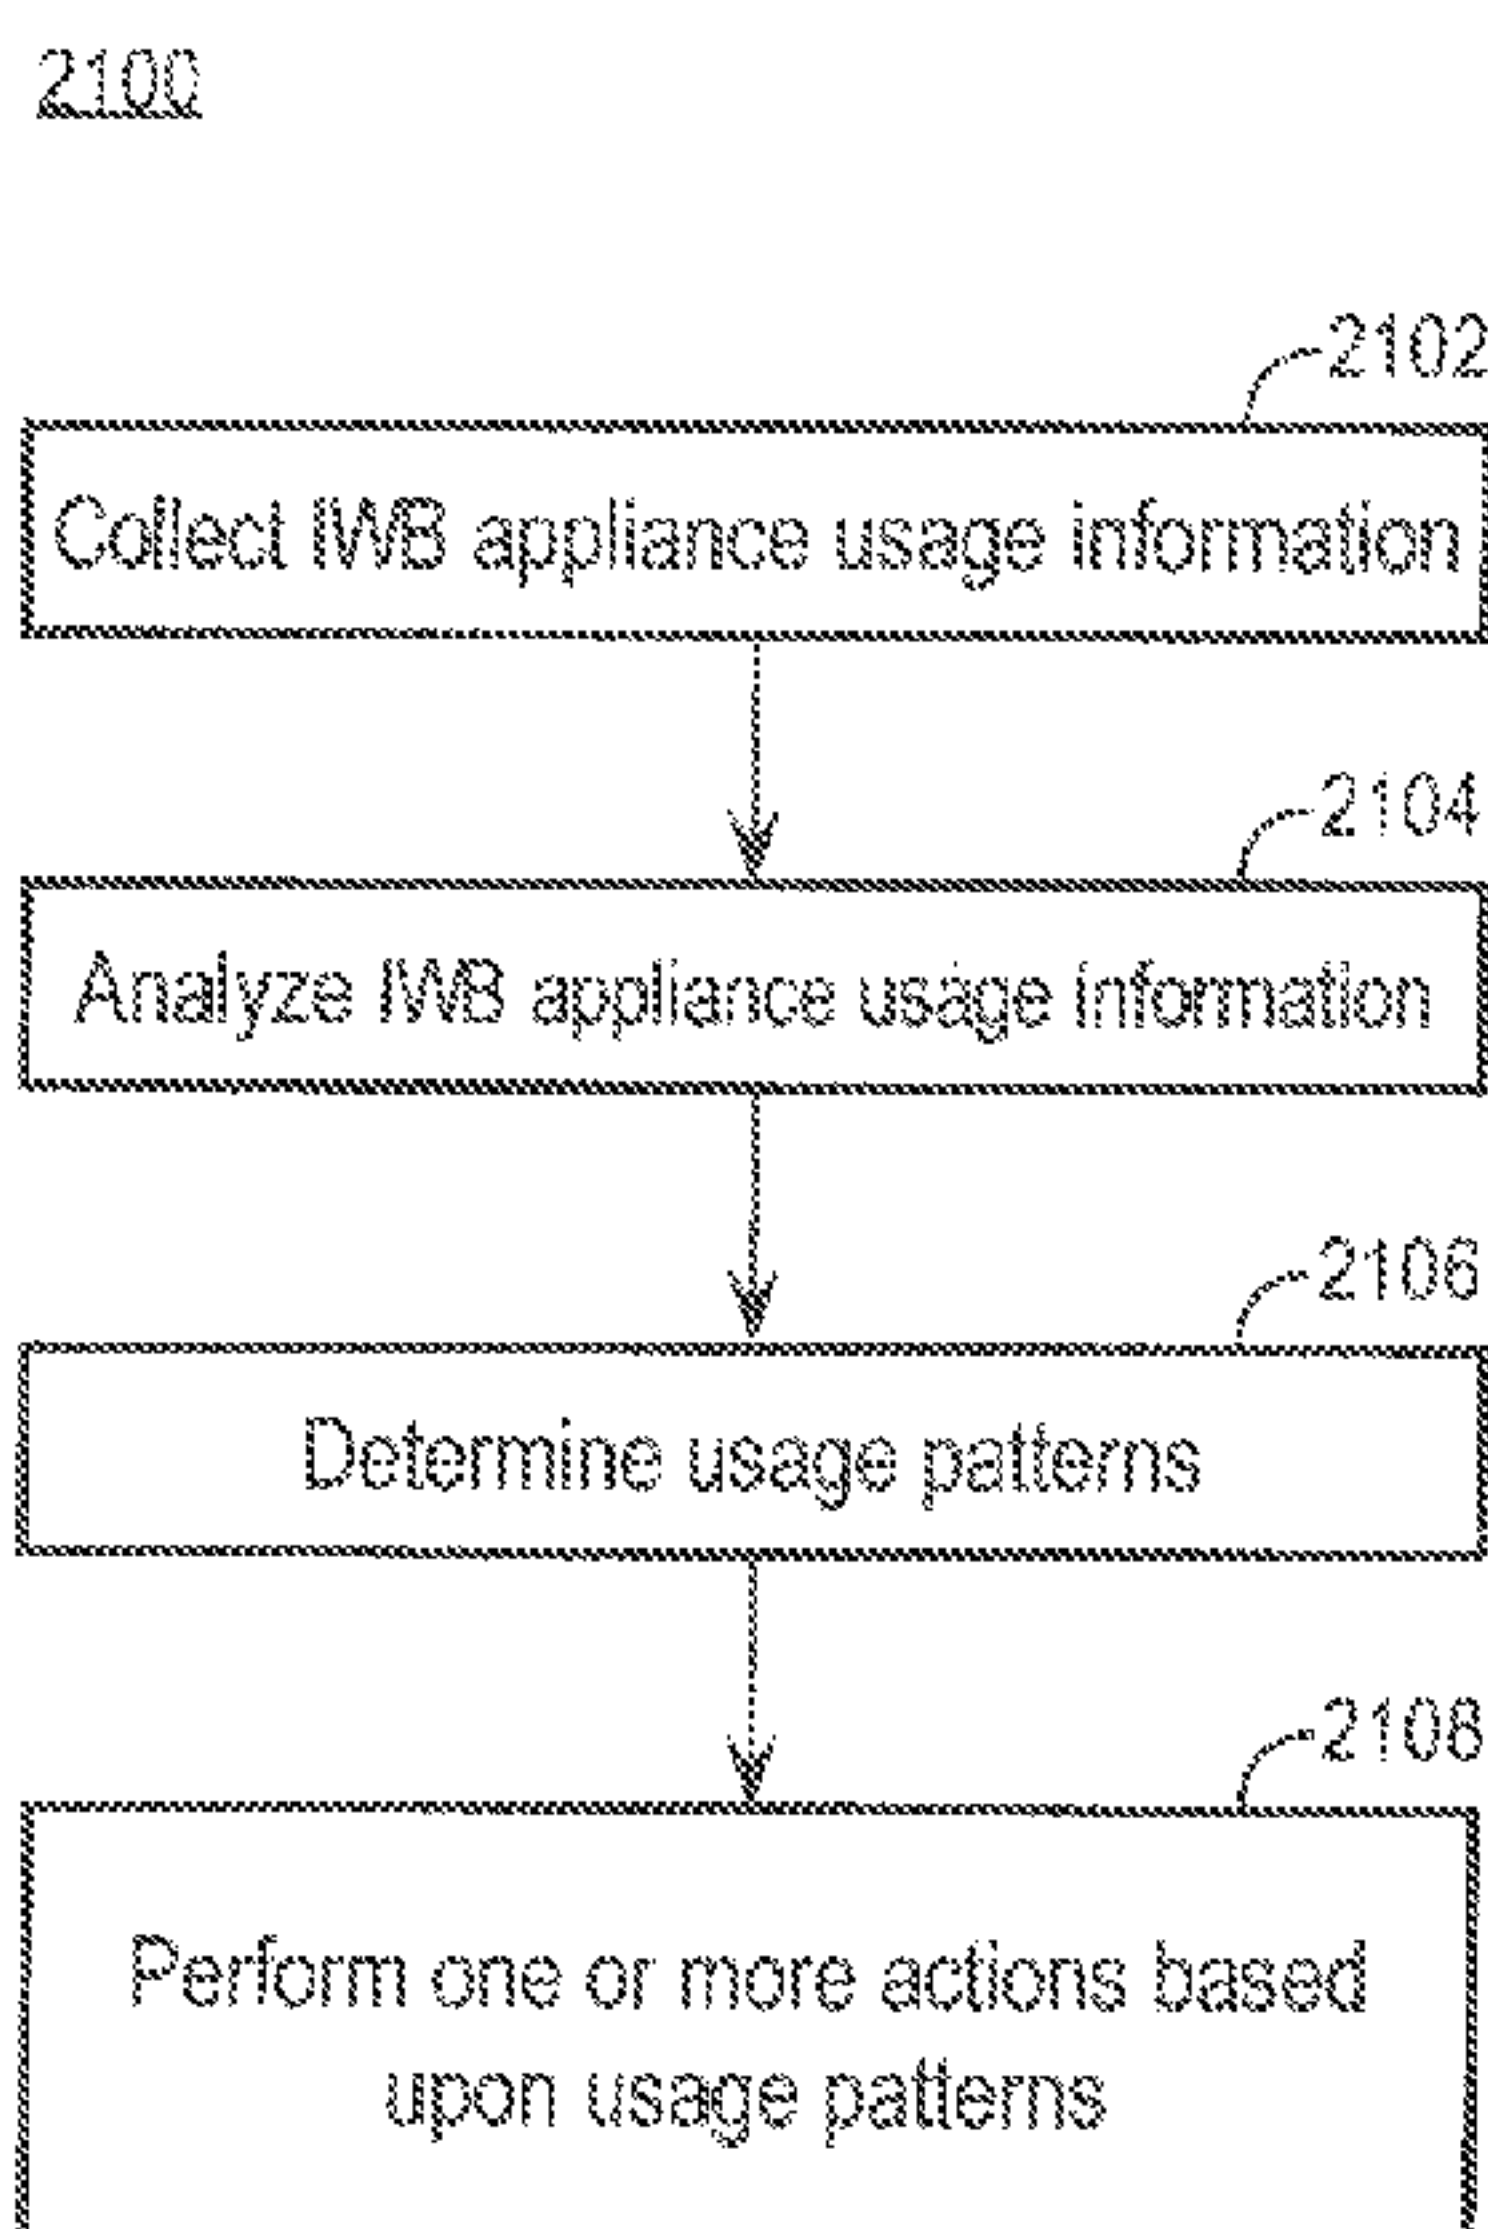 2100
2102
Collect IWB appliance usage information
2104
Analyze IWB appliance usage information
2106
Determine usage patterns
2108
Perform one or more actions based
upon usage patterns